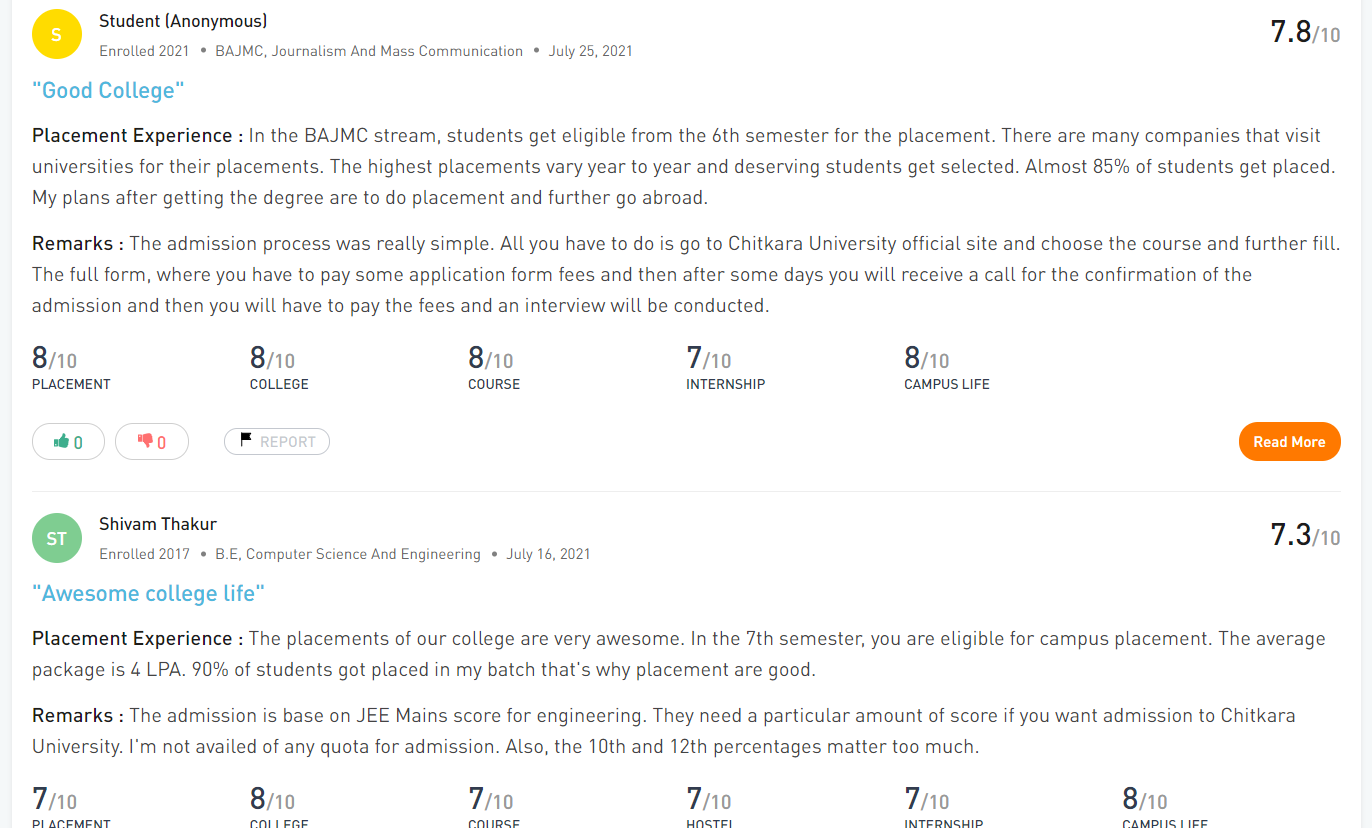 S
Student (Anonymous)
7.8/10
Enrolled 2021 • BAJMC, Journalism And Mass Communication • July 25, 2021
"Good College"
Placement Experience : In the BAJMC stream, students get eligible from the 6th semester for the placement. There are many companies that visit
universities for their placements. The highest placements vary year to year and deserving students get selected. Almost 85% of students get placed.
My plans after getting the degree are to do placement and further go abroad.
Remarks : The admission process was really simple. All you have to do is go to Chitkara University official site and choose the course and further fill.
The full form, where you have to pay some application form fees and then after some days you will receive a call for the confirmation of the
admission and then you will have to pay the fees and an interview will be conducted.
8/10 8/10 8/10 7/10 8/10
PLACEMENT COLLEGE COURSE INTERNSHIP CAMPUS LIFE
0 0 REPORT Read More
ST
Shivam Thakur
7.3/10
Enrolled 2017 • B.E, Computer Science And Engineering • July 16, 2021
"Awesome college life"
Placement Experience : The placements of our college are very awesome. In the 7th semester, you are eligible for campus placement. The average
package is 4 LPA. 90% of students got placed in my batch that's why placement are good.
Remarks : The admission is base on JEE Mains score for engineering. They need a particular amount of score if you want admission to Chitkara
University. I'm not availed of any quota for admission. Also, the 10th and 12th percentages matter too much.
7/10 8/10 7/10 7/10 7/10 8/10
PLACEMENT COLLEGE COURSE HOSTEL INTERNSHIP CAMPUS LIFE